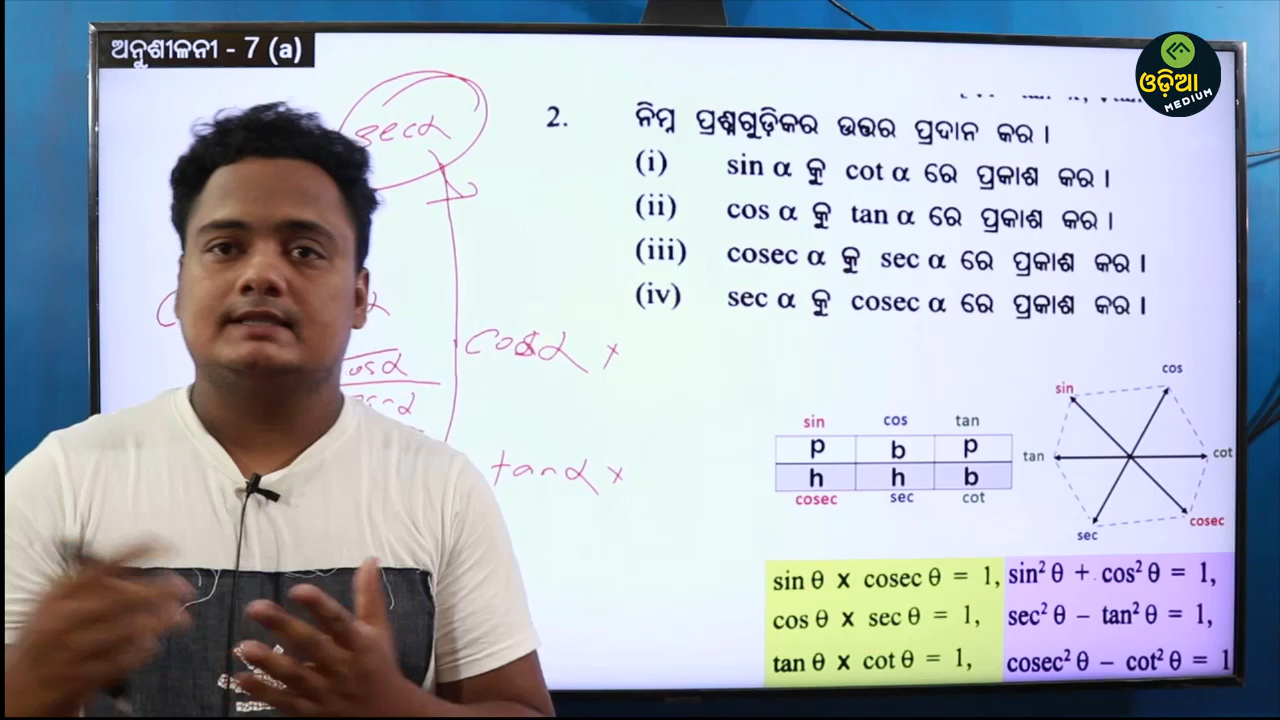 ଅନୁଶୀଳନୀ - 7 (a)
ଓଡ଼ିଆ
MEDIUM
secα
2. ନିମ୍ନ ପ୍ରଶ୍ନଗୁଡ଼ିକର ଉତ୍ତର ପ୍ରଦାନ କର ।
(i) sin α କୁ cot α ରେ ପ୍ରକାଶ କର ।
(ii) cos α କୁ tan α ରେ ପ୍ରକାଶ କର ।
(iii) cosec α କୁ sec α ରେ ପ୍ରକାଶ କର ।
(iv) sec α କୁ cosec α ରେ ପ୍ରକାଶ କର ।
tanα ×
sin cos tan
p b p
h h b
cosec sec cot
cos
sin
tan
cot
sec
cosec
sin θ x cosec θ = 1,
cos θ x sec θ = 1,
tan θ x cot θ = 1,
sin² θ + cos² θ = 1,
sec² θ – tan² θ = 1,
cosec² θ – cot² θ = 1